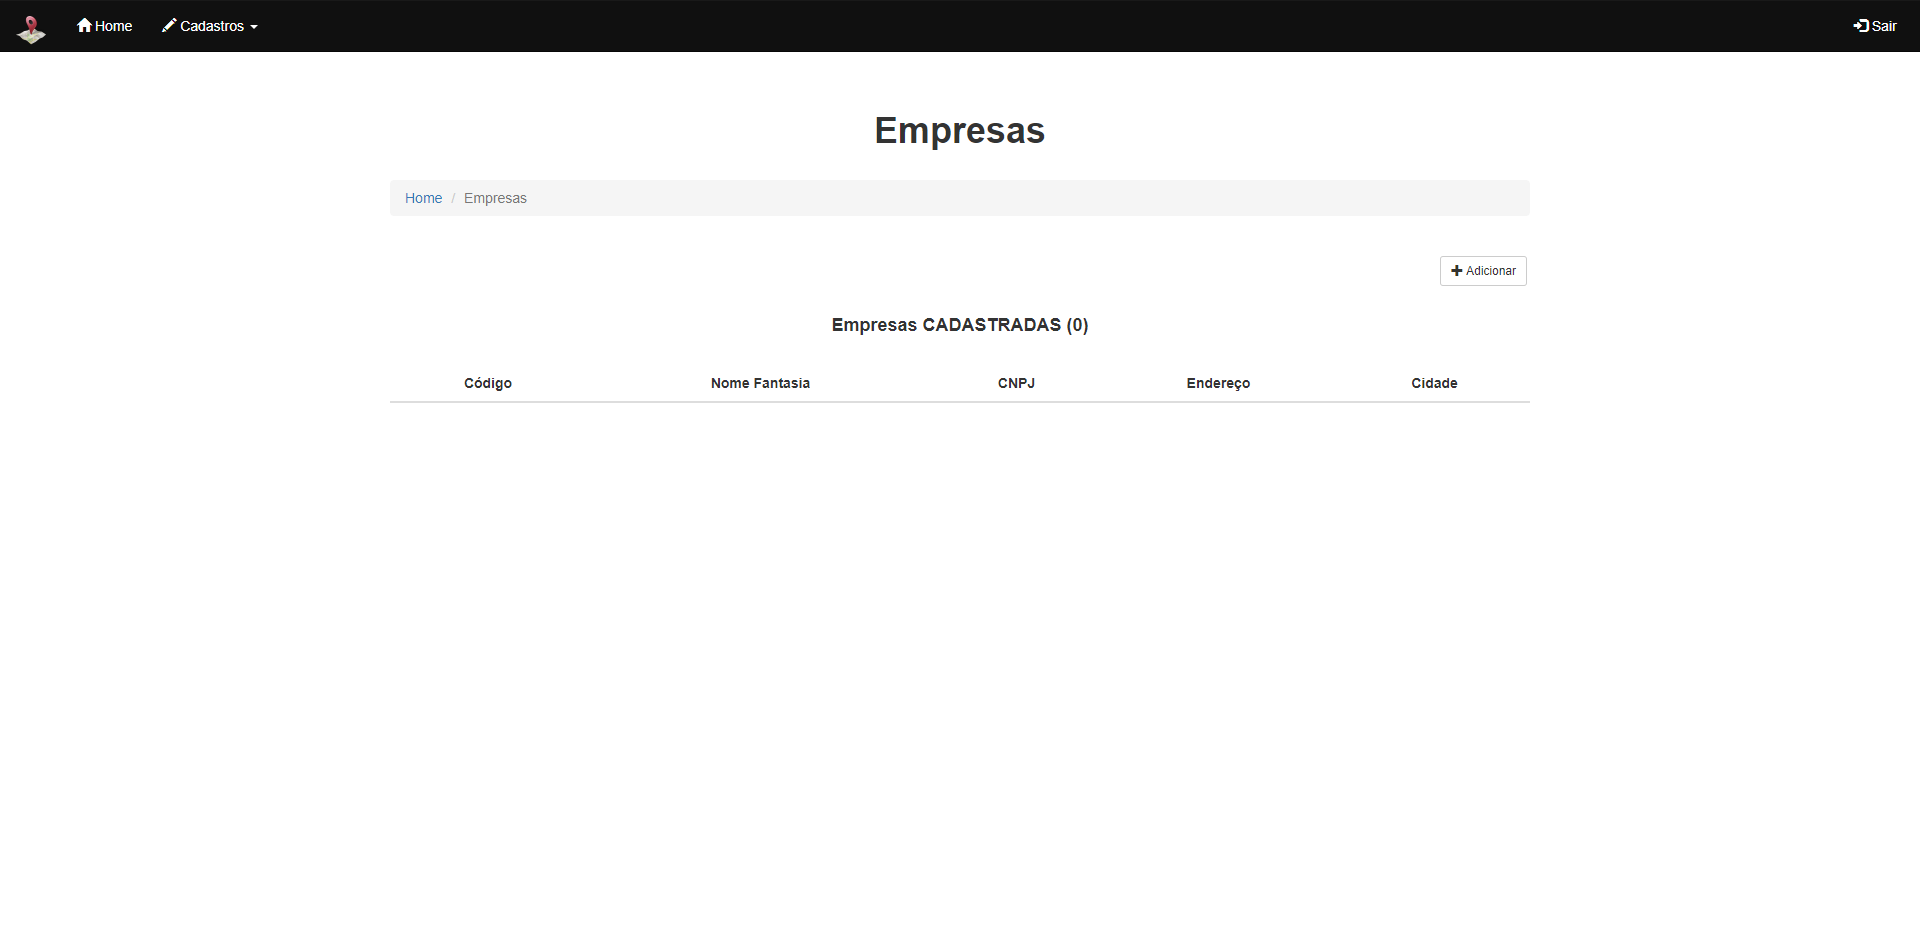 Home Cadastros Sair
Empresas
Home / Empresas
Adicionar
Empresas CADASTRADAS (0)
Código Nome Fantasia CNPJ Endereço Cidade